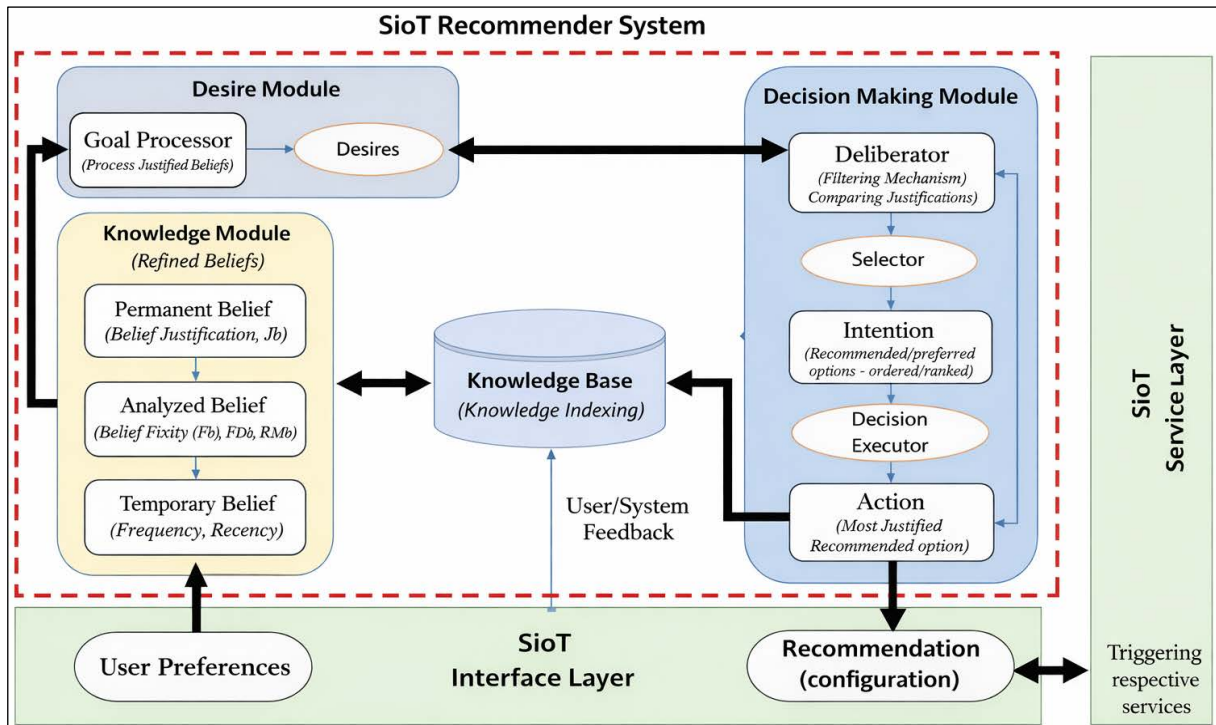 SioT Recommender System
Desire Module
Goal Processor
(Process Justified Beliefs)
Desires
Knowledge Module
(Refined Beliefs)
Permanent Belief
(Belief Justification, Jb)
Analyzed Belief
(Belief Fixity (Fb), FDb, RMb)
Temporary Belief
(Frequency, Recency)
Knowledge Base
(Knowledge Indexing)
User/System
Feedback
Decision Making Module
Deliberator
(Filtering Mechanism)
Comparing Justifications)
Selector
Intention
(Recommended/preferred
options - ordered/ranked)
Decision
Executor
Action
(Most Justified
Recommended option)
User Preferences
SioT
Interface Layer
Recommendation
(configuration)
SioT
Service Layer
Triggering
respective
services